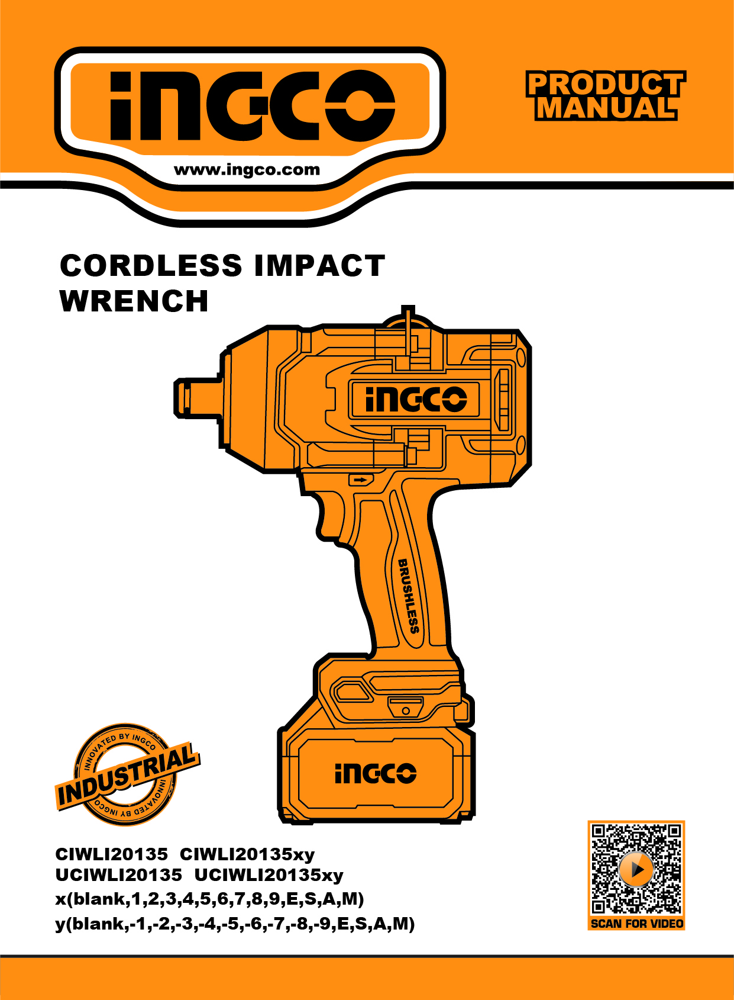 INGCO
www.ingco.com
PRODUCT
MANUAL
CORDLESS IMPACT
WRENCH
INGCO
BRUSHLESS
INGCO
INNOVATED BY INGCO
INDUSTRIAL
INNOVATED BY INGCO
CIWLI20135 CIWLI20135xy
UCIWLI20135 UCIWLI20135xy
x(blank,1,2,3,4,5,6,7,8,9,E,S,A,M)
y(blank,-1,-2,-3,-4,-5,-6,-7,-8,-9,E,S,A,M)
SCAN FOR VIDEO